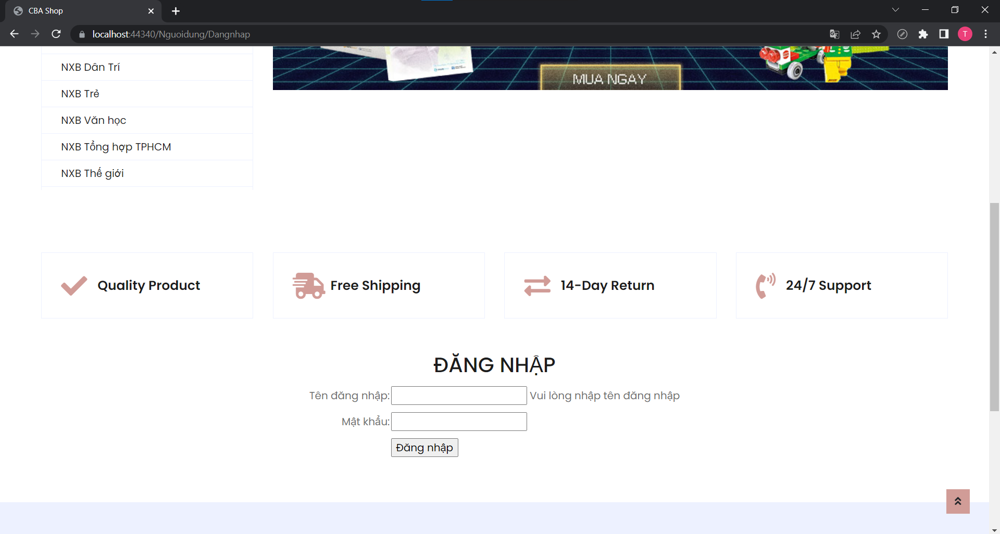 CBA Shop
localhost:44340/Nguoidung/Dangnhap
T
NXB Dân Trí
MUA NGAY
NXB Trẻ
NXB Văn học
NXB Tổng hợp TPHCM
NXB Thế giới
Quality Product
Free Shipping
14-Day Return
24/7 Support
ĐĂNG NHẬP
Tên đăng nhập: Vui lòng nhập tên đăng nhập
Mật khẩu:
Đăng nhập